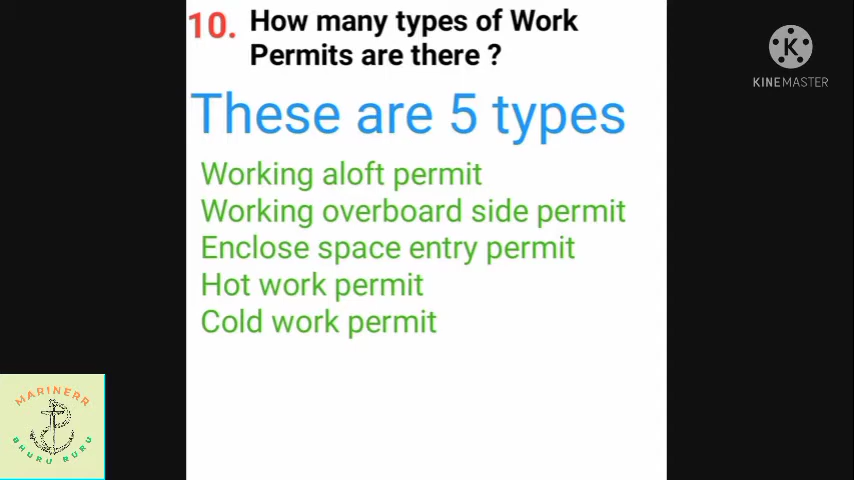 10. How many types of Work
Permits are there ?
K
KINEMASTER
These are 5 types
Working aloft permit
Working overboard side permit
Enclose space entry permit
Hot work permit
Cold work permit
MARINERR
BHURU RURU